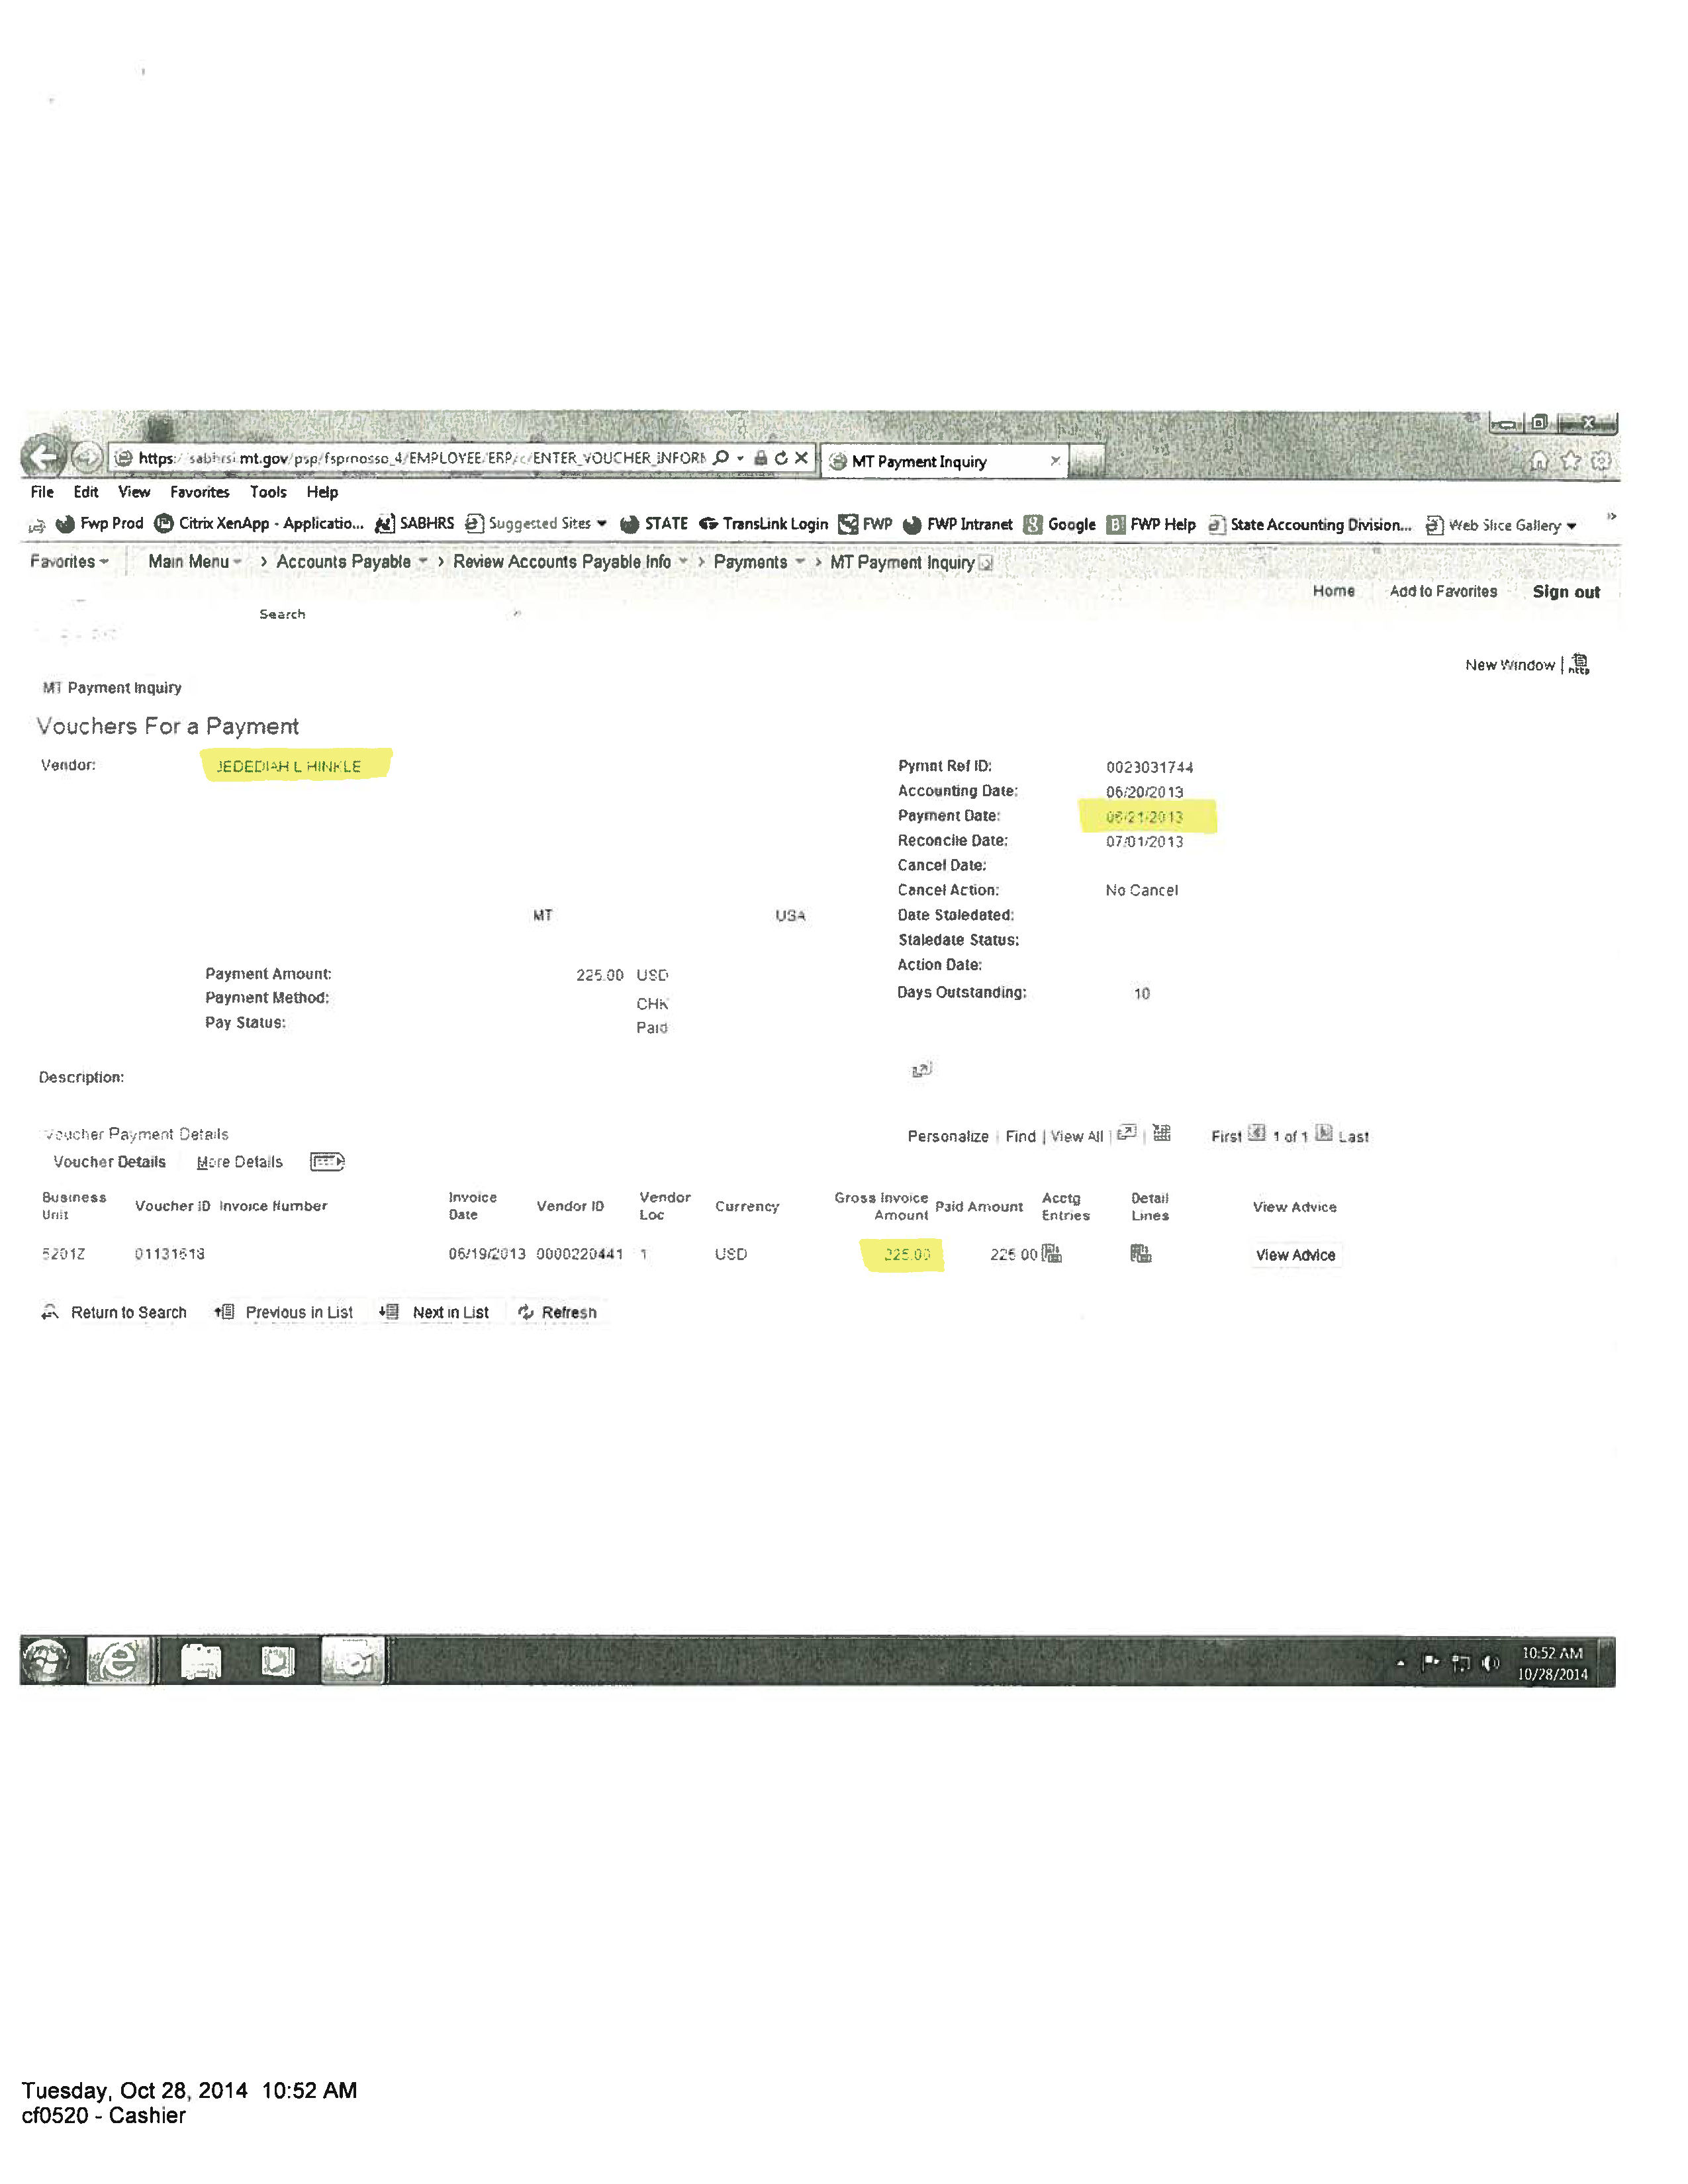 https:/ sabhrsi.mt.gov/psp/fsprnosso_4/EMPLOYEE/ERP/c/ENTER_VOUCHER_INFORM MT Payment Inquiry
File Edit View Favorites Tools Help
Fwp Prod Citrix XenApp - Applicatio... SABHRS Suggested Sites STATE TransLink Login FWP FWP Intranet Google FWP Help State Accounting Division... Web Slice Gallery
Favorites Main Menu > Accounts Payable > Review Accounts Payable Info > Payments > MT Payment Inquiry
Home Add to Favorites Sign out
Search
New Window | http
MT Payment Inquiry
Vouchers For a Payment
Vendor: JEDEDIAH L HINKLE Pymnt Ref ID: 0023031744
Accounting Date: 06/20/2013
Payment Date: 06/21/2013
Reconcile Date: 07/01/2013
Cancel Date:
Cancel Action: No Cancel
MT USA Date Staledated:
Staledate Status:
Payment Amount: 225.00 USD Action Date:
Payment Method: CHK Days Outstanding: 10
Pay Status: Paid
Description:
Voucher Payment Details Personalize | Find | View All | First 1 of 1 Last
Voucher Details More Details
Business Unit Voucher ID Invoice Number Invoice Date Vendor ID Vendor Loc Currency Gross Invoice Amount Paid Amount Acctg Entries Detail Lines View Advice
5201Z 01131618 06/19/2013 0000220441 1 USD 225.00 225.00 View Advice
Return to Search Previous in List Next in List Refresh
10:52 AM
10/28/2014
Tuesday, Oct 28, 2014 10:52 AM
cf0520 - Cashier